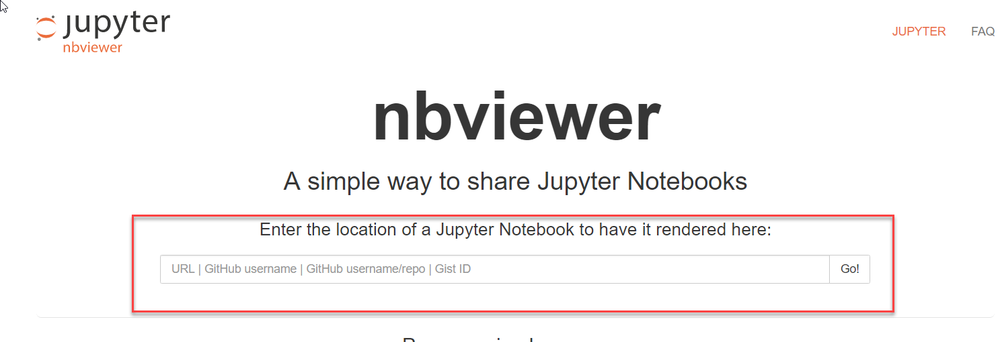 jupyter
nbviewer
JUPYTER FAQ
nbviewer
A simple way to share Jupyter Notebooks
Enter the location of a Jupyter Notebook to have it rendered here:
URL | GitHub username | GitHub username/repo | Gist ID
Go!